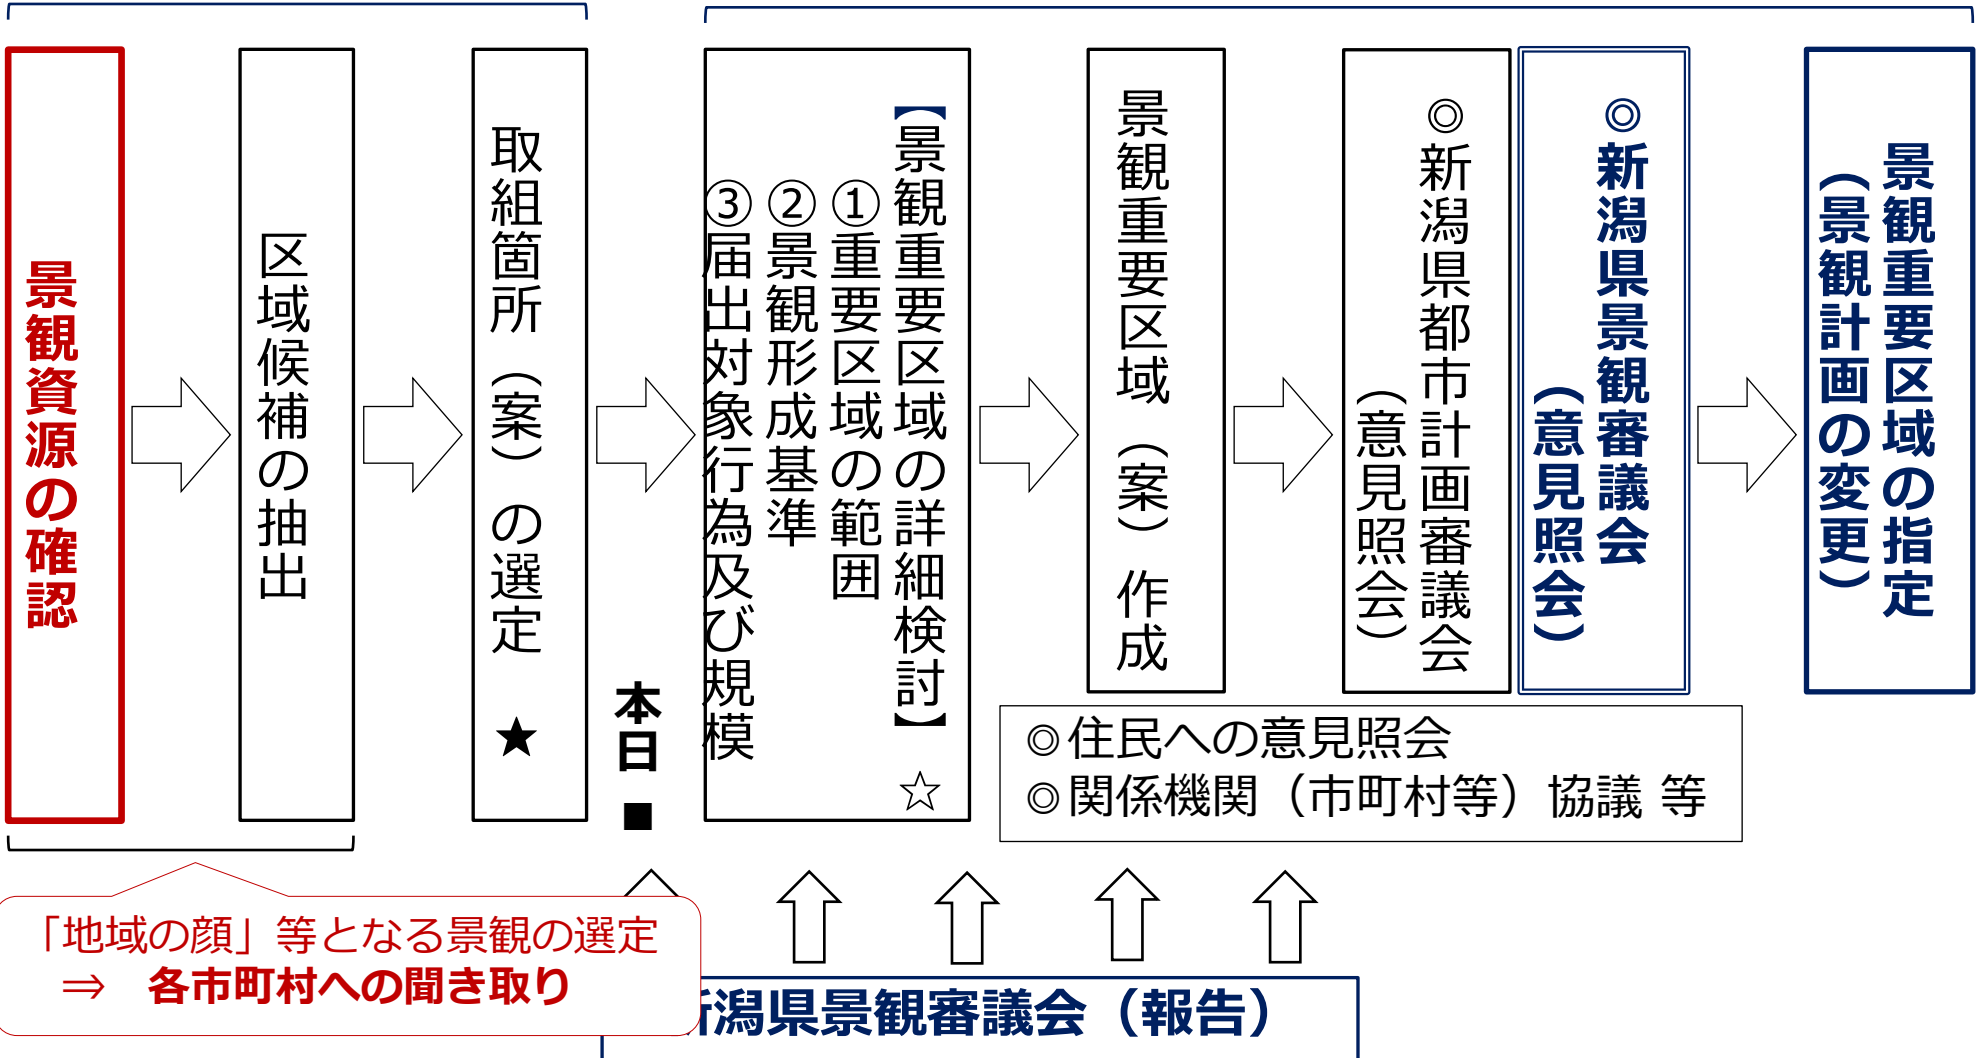 景観資源の確認
区域候補の抽出
取組箇所（案）の選定　★
本日■
【景観重要区域の詳細検討】☆
①重要区域の範囲
②景観形成基準
③届出対象行為及び規模
景観重要区域（案）作成
◎新潟県都市計画審議会
（意見照会）
◎新潟県景観審議会
（意見照会）
景観重要区域の指定
（景観計画の変更）
◎住民への意見照会
◎関係機関（市町村等）協議 等
「地域の顔」等となる景観の選定
⇒　各市町村への聞き取り
潟県景観審議会（報告）